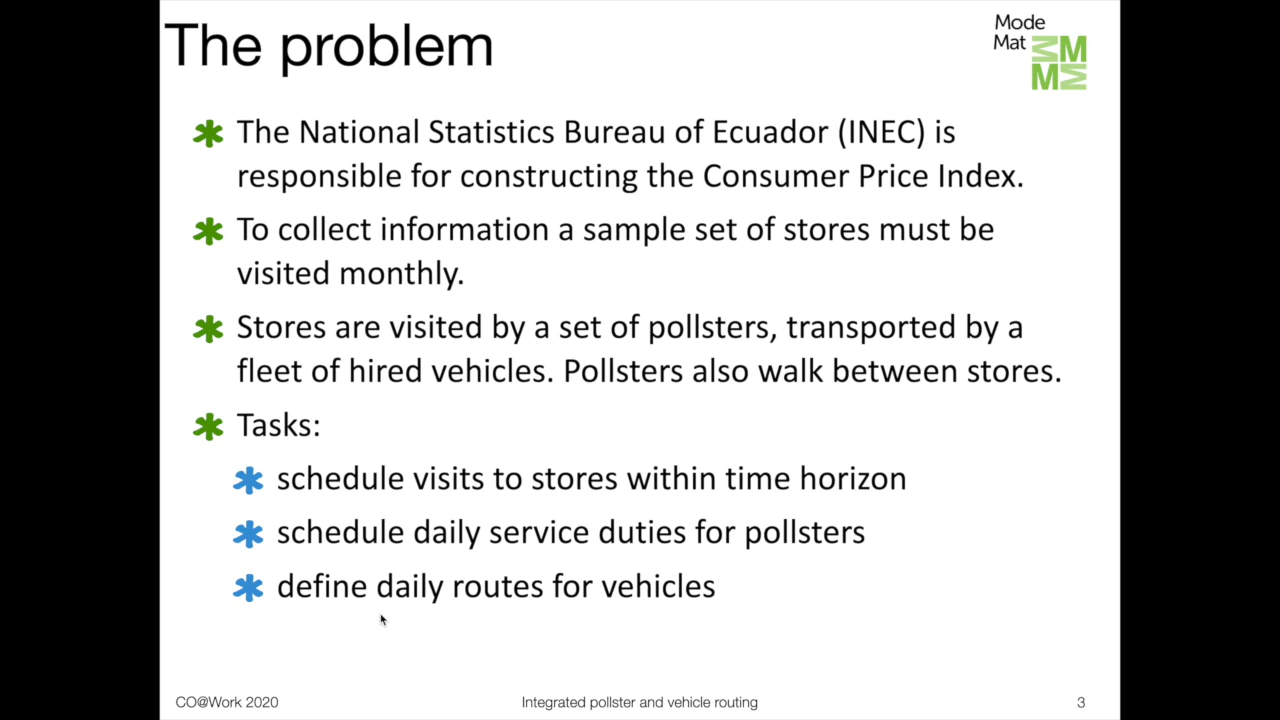 The problem
Mode
Mat
M
M
The National Statistics Bureau of Ecuador (INEC) is
responsible for constructing the Consumer Price Index.
To collect information a sample set of stores must be
visited monthly.
Stores are visited by a set of pollsters, transported by a
fleet of hired vehicles. Pollsters also walk between stores.
Tasks:
schedule visits to stores within time horizon
schedule daily service duties for pollsters
define daily routes for vehicles
CO@Work 2020
Integrated pollster and vehicle routing
3